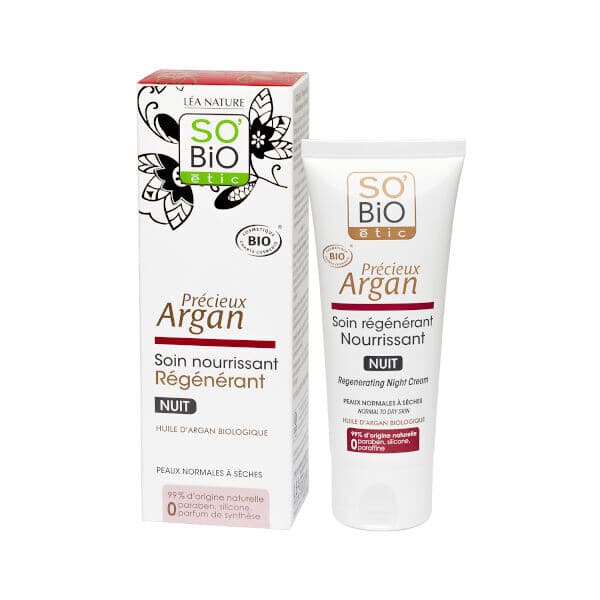 LÉA NATURE
SO'
BiO
étic
COSMETIQUE
BIO
CHARTE COSMEBIO
Précieux
Argan
Soin nourrissant
Régénérant
NUIT
HUILE D'ARGAN BIOLOGIQUE
PEAUX NORMALES À SÈCHES
99% d'origine naturelle
0 paraben, silicone,
parfum de synthèse
SO'
BiO
étic
BIO
Précieux
Argan
Soin régénérant
Nourrissant
NUIT
Regenerating Night Cream
PEAUX NORMALES À SÈCHES
NORMAL TO DRY SKIN
HUILE D'ARGAN BIOLOGIQUE
99% d'origine naturelle
0 paraben, silicone,
paraffine